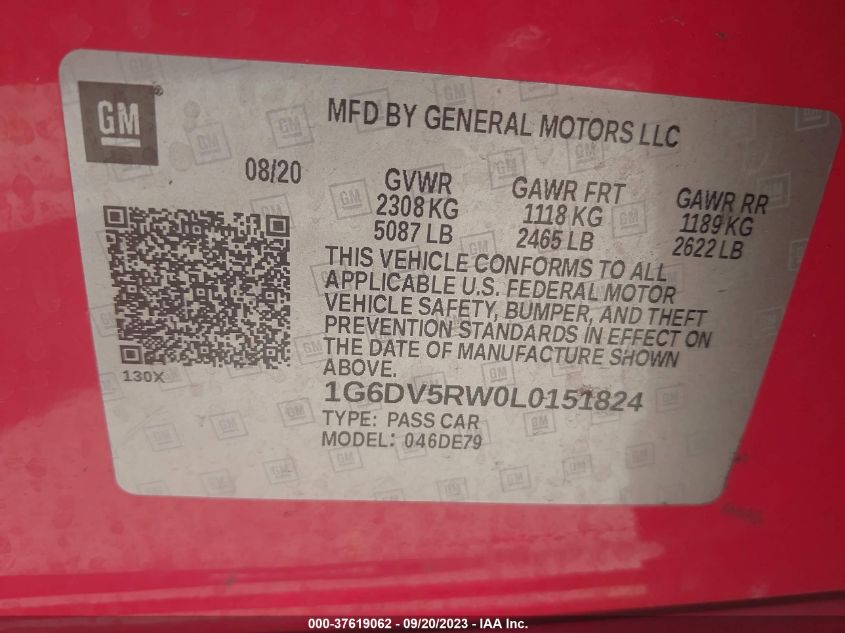 GM
MFD BY GENERAL MOTORS LLC
08/20
GVWR
2308 KG
5087 LB
GAWR FRT
1118 KG
2465 LB
GAWR RR
1189 KG
2622 LB
THIS VEHICLE CONFORMS TO ALL
APPLICABLE U.S. FEDERAL MOTOR
VEHICLE SAFETY, BUMPER, AND THEFT
PREVENTION STANDARDS IN EFFECT ON
THE DATE OF MANUFACTURE SHOWN
ABOVE.
130X
1G6DV5RW0L0151824
TYPE: PASS CAR
MODEL: 046DE79
000-37619062 - 09/20/2023 - IAA Inc.